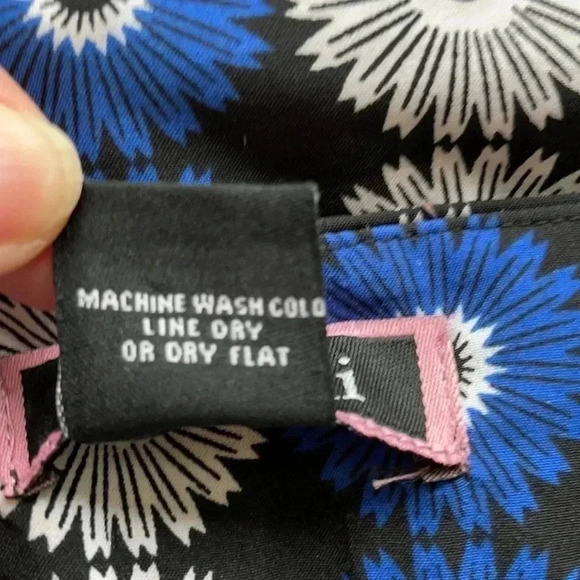 MACHINE WASH COLD
LINE DRY
OR DRY FLAT